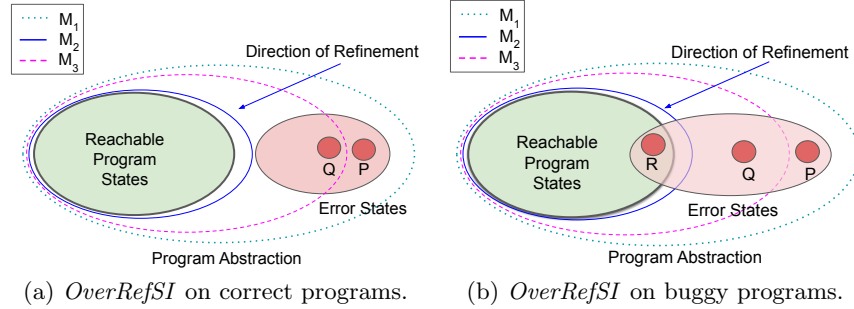 M1
M2
M3
Direction of Refinement
Reachable
Program
States
Q
P
Error States
Program Abstraction
(a) OverRefSI on correct programs.
M1
M2
M3
Direction of Refinement
Reachable
Program
States
R
Q
P
Error States
Program Abstraction
(b) OverRefSI on buggy programs.